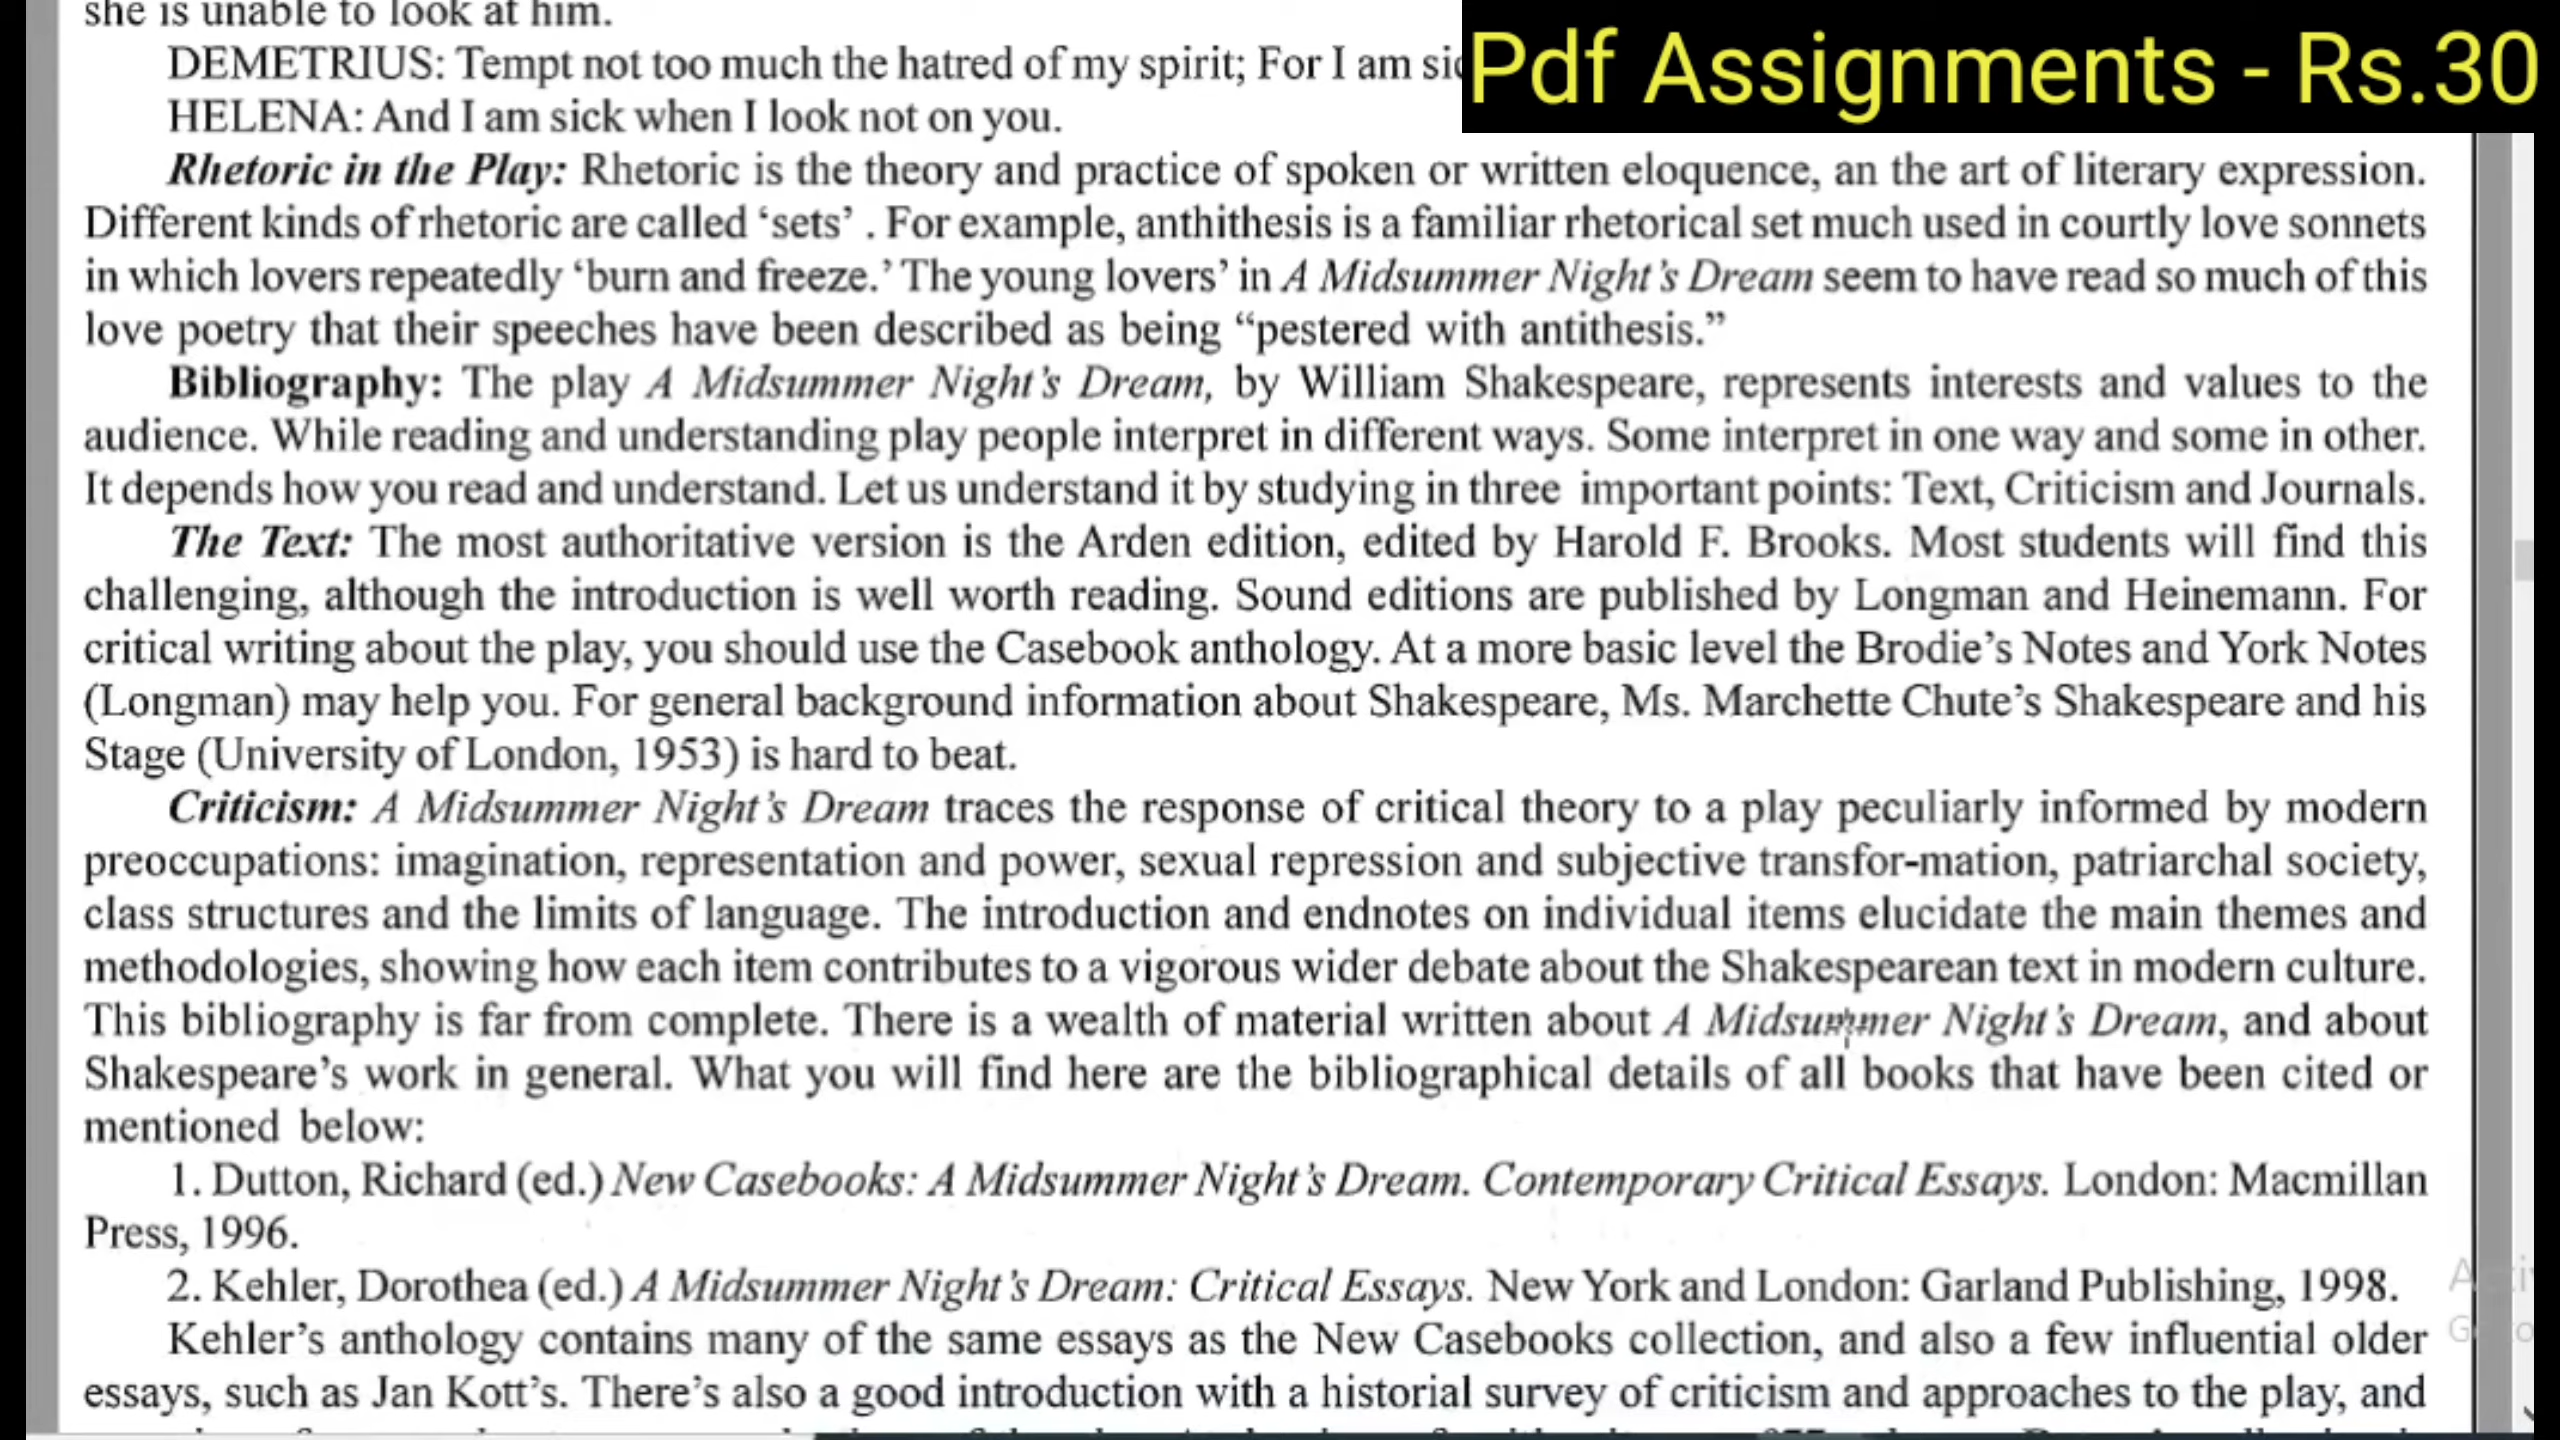 she is unable to look at him.
Pdf Assignments - Rs.30
DEMETRIUS: Tempt not too much the hatred of my spirit; For I am
HELENA: And I am sick when I look not on you.
Rhetoric in the Play: Rhetoric is the theory and practice of spoken or written eloquence, an the art of literary expression.
Different kinds of rhetoric are called ‘sets’ . For example, anthithesis is a familiar rhetorical set much used in courtly love sonnets
in which lovers repeatedly ‘burn and freeze.’ The young lovers’ in A Midsummer Night’s Dream seem to have read so much of this
love poetry that their speeches have been described as being “pestered with antithesis.”
Bibliography: The play A Midsummer Night’s Dream, by William Shakespeare, represents interests and values to the
audience. While reading and understanding play people interpret in different ways. Some interpret in one way and some in other.
It depends how you read and understand. Let us understand it by studying in three important points: Text, Criticism and Journals.
The Text: The most authoritative version is the Arden edition, edited by Harold F. Brooks. Most students will find this
challenging, although the introduction is well worth reading. Sound editions are published by Longman and Heinemann. For
critical writing about the play, you should use the Casebook anthology. At a more basic level the Brodie’s Notes and York Notes
(Longman) may help you. For general background information about Shakespeare, Ms. Marchette Chute’s Shakespeare and his
Stage (University of London, 1953) is hard to beat.
Criticism: A Midsummer Night’s Dream traces the response of critical theory to a play peculiarly informed by modern
preoccupations: imagination, representation and power, sexual repression and subjective transfor-mation, patriarchal society,
class structures and the limits of language. The introduction and endnotes on individual items elucidate the main themes and
methodologies, showing how each item contributes to a vigorous wider debate about the Shakespearean text in modern culture.
This bibliography is far from complete. There is a wealth of material written about A Midsummer Night’s Dream, and about
Shakespeare’s work in general. What you will find here are the bibliographical details of all books that have been cited or
mentioned below:
1. Dutton, Richard (ed.) New Casebooks: A Midsummer Night’s Dream. Contemporary Critical Essays. London: Macmillan
Press, 1996.
2. Kehler, Dorothea (ed.) A Midsummer Night’s Dream: Critical Essays. New York and London: Garland Publishing, 1998.
Kehler’s anthology contains many of the same essays as the New Casebooks collection, and also a few influential older
essays, such as Jan Kott’s. There’s also a good introduction with a historial survey of criticism and approaches to the play, and